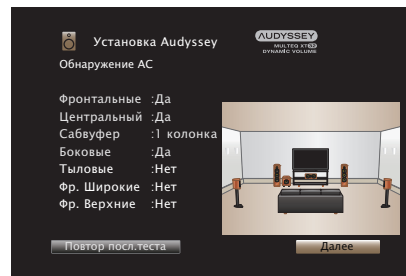 Установка Audyssey
AUDYSSEY
MULTEQ XT32
DYNAMIC VOLUME
Обнаружение АС
Фронтальные :Да
Центральный :Да
Сабвуфер :1 колонка
Боковые :Да
Тыловые :Нет
Фр. Широкие :Нет
Фр. Верхние :Нет
Повтор посл.теста
Далее